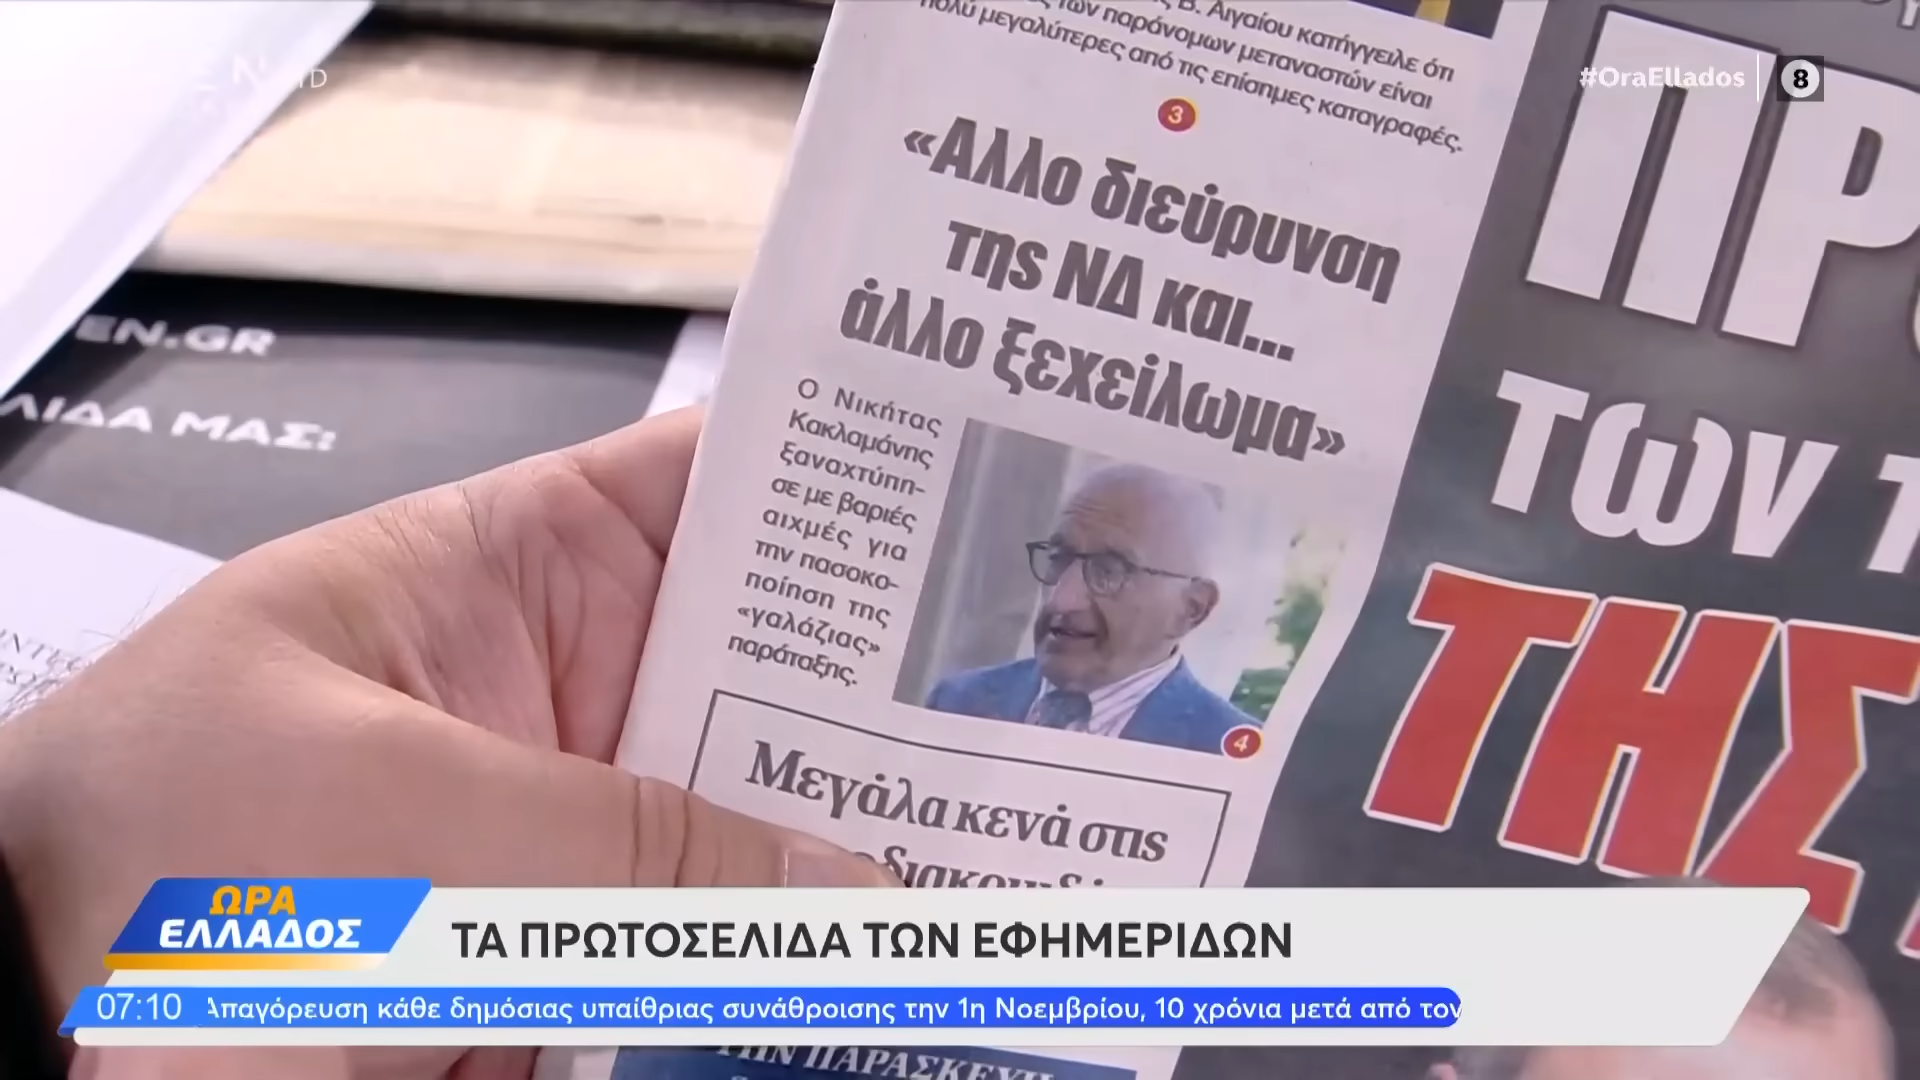 #OraEllados
8
Β. Αιγαίου κατήγγειλε ότι
των παράνομων μεταναστών είναι
πολύ μεγαλύτερες από τις επίσημες καταγραφές.
3
«Αλλο διεύρυνση
της ΝΔ και...
άλλο ξεχείλωμα»
Ο Νικήτας
Κακλαμάνης
ξαναχτύπη-
σε με βαριές
αιχμές για
την πασοκο-
ποίηση της
«γαλάζιας»
παράταξης.
4
Μεγάλα κενά στις
ΤΩΝ
ΤΗΣ
EN.GR
ΛΙΔΑ ΜΑΣ:
ΩΡΑ
ΕΛΛΑΔΟΣ
ΤΑ ΠΡΩΤΟΣΕΛΙΔΑ ΤΩΝ ΕΦΗΜΕΡΙΔΩΝ
07:10 Απαγόρευση κάθε δημόσιας υπαίθριας συνάθροισης την 1η Νοεμβρίου, 10 χρόνια μετά από τον
ΤΗΝ ΠΑΡΑΣΚΕΥΗ